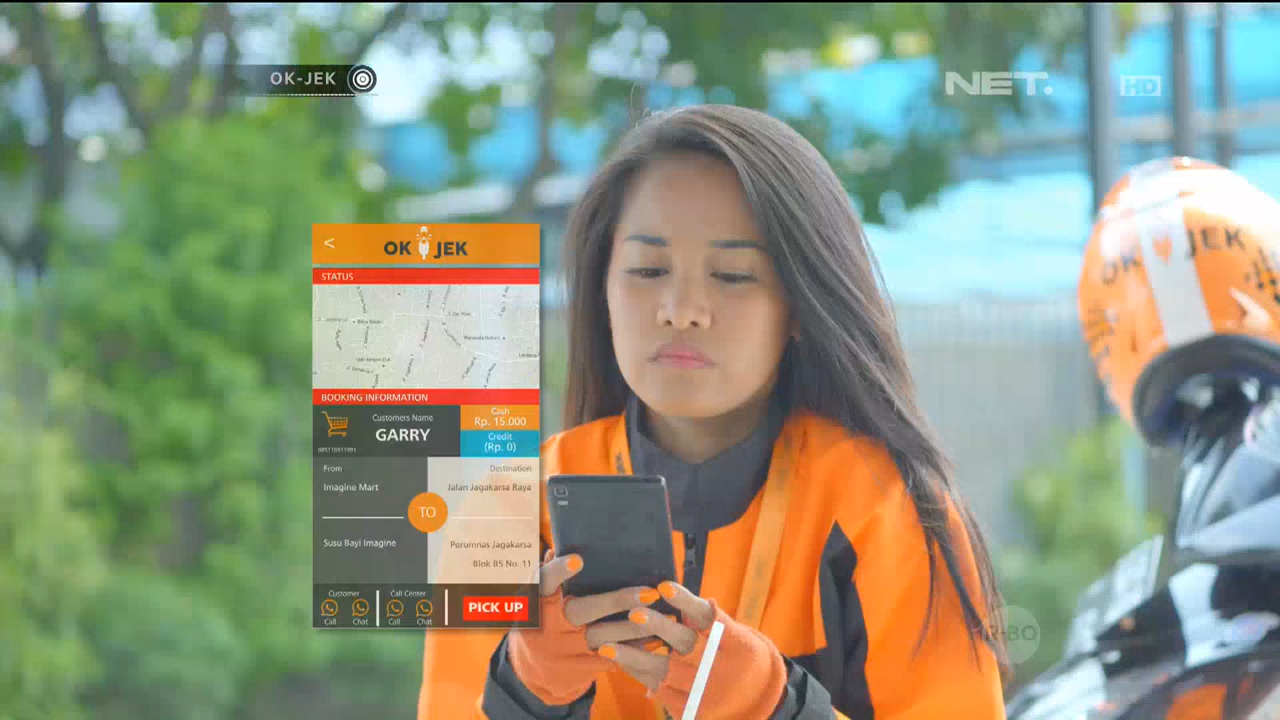 OK-JEK
NET.
HD
< OK JEK
STATUS
BOOKING INFORMATION
Customers Name
GARRY
Cash
Rp. 15.000
Credit
(Rp. 0)
From
Imagine Mart
Susu Bayi Imagine
TO
Destination
Jalan Jagakarsa Raya
Perumnas Jagakarsa
Blok B5 No. 11
Customer
Call Chat
Call Center
Call Chat
PICK UP
OK JEK
R-BO